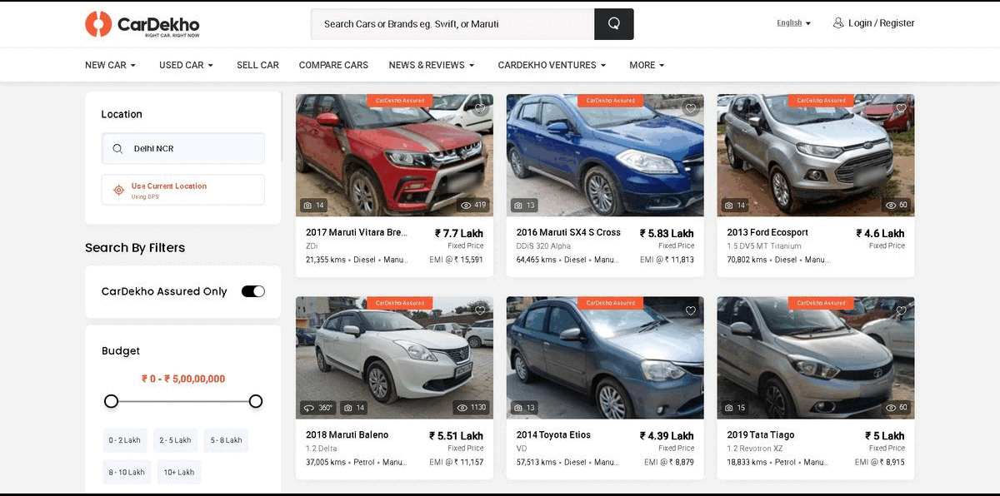 CarDekho
RIGHT CAR. RIGHT NOW
Search Cars or Brands eg. Swift, or Maruti
English
Login / Register
NEW CAR
USED CAR
SELL CAR
COMPARE CARS
NEWS & REVIEWS
CARDEKHO VENTURES
MORE
Location
Delhi NCR
Use Current Location
Using GPS
Search By Filters
CarDekho Assured Only
Budget
₹ 0 - ₹ 5,00,00,000
0 - 2 Lakh
2 - 5 Lakh
5 - 8 Lakh
8 - 10 Lakh
10+ Lakh
CarDekho Assured
14
419
2017 Maruti Vitara Bre...
₹ 7.7 Lakh
ZDi
Fixed Price
21,355 kms • Diesel • Manu...
EMI @ ₹ 15,591
CarDekho Assured
13
2016 Maruti SX4 S Cross
₹ 5.83 Lakh
DDiS 320 Alpha
Fixed Price
64,465 kms • Diesel • Manu...
EMI @ ₹ 11,813
CarDekho Assured
14
60
2013 Ford Ecosport
₹ 4.6 Lakh
1.5 DV5 MT Titanium
Fixed Price
70,802 kms • Diesel • Manu...
CarDekho Assured
360°
14
1130
2018 Maruti Baleno
₹ 5.51 Lakh
1.2 Delta
Fixed Price
37,005 kms • Petrol • Manu...
EMI @ ₹ 11,157
CarDekho Assured
13
2014 Toyota Etios
₹ 4.39 Lakh
VD
Fixed Price
57,513 kms • Diesel • Manu...
EMI @ ₹ 8,879
CarDekho Assured
15
60
2019 Tata Tiago
₹ 5 Lakh
1.2 Revotron XZ
Fixed Price
18,833 kms • Petrol • Manu...
EMI @ ₹ 8,915